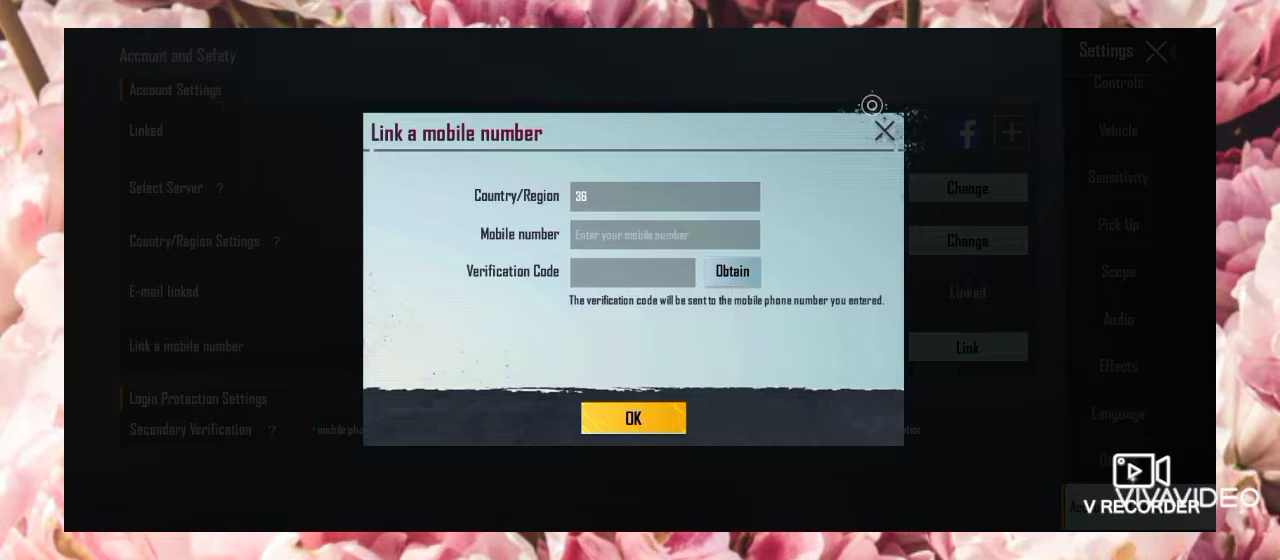 Account and Safaty
Settings
Account Settings
Controls
Linked
Link a mobile number
Vehicle
Select Server ?
Country/Region 36
Change
Sensitivity
Country/Region Settings ?
Mobile number Enter your mobile number
Change
Pick Up
Verification Code Obtain
Scope
E-mail linked
The verification code will be sent to the mobile phone number you entered.
Linked
Audio
Link a mobile number
Link
Effects
Login Protection Settings
Language
Secondary Verification ? * - mobile pha
OK
V RECORDER
VIVAVIDEO